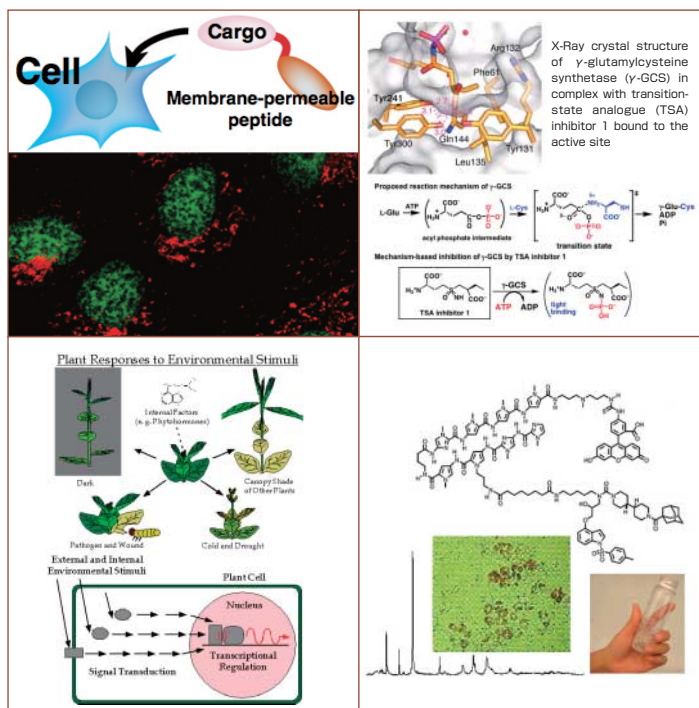 Cell
Cargo
Membrane-permeable
peptide
Arg132
Phe61
Tyr241
Tyr300
Gln144
Leu135
Tyr131
X-Ray crystal structure
of γ-glutamylcysteine
synthetase (γ-GCS) in
complex with transition-
state analogue (TSA)
inhibitor 1 bound to the
active site
Proposed reaction mechanism of γ-GCS
L-Glu
ATP
acyl phosphate intermediate
L-Cys
transition state
γ-Glu-Cys
ADP
Pi
Mechanism-based inhibition of γ-GCS by TSA inhibitor 1
TSA inhibitor 1
γ-GCS
ATP
ADP
tight
binding
Plant Responses to Environmental Stimuli
Internal Factors
(e. g. Phytohormones)
Dark
Canopy Shade
of Other Plants
Pathogen and Wound
Cold and Drought
External and Internal
Environmental Stimuli
Plant Cell
Nucleus
Transcriptional
Regulation
Signal Transduction